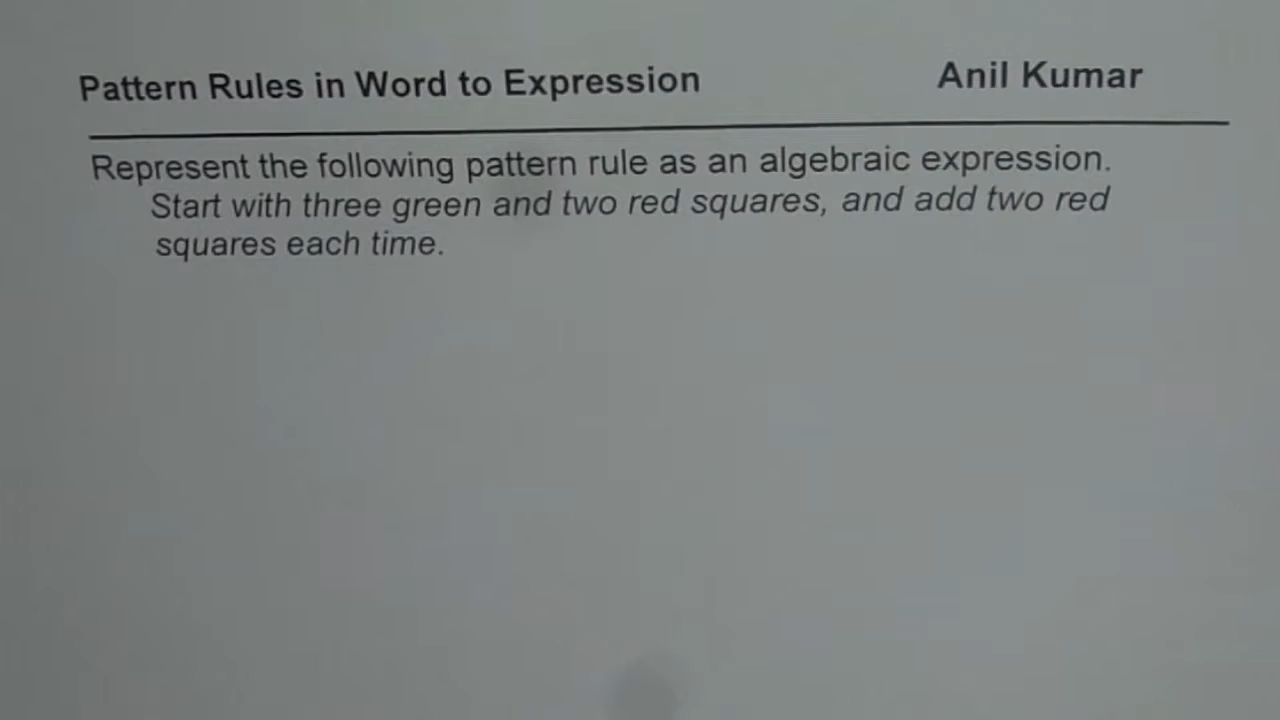 Pattern Rules in Word to Expression Anil Kumar
Represent the following pattern rule as an algebraic expression.
Start with three green and two red squares, and add two red
squares each time.